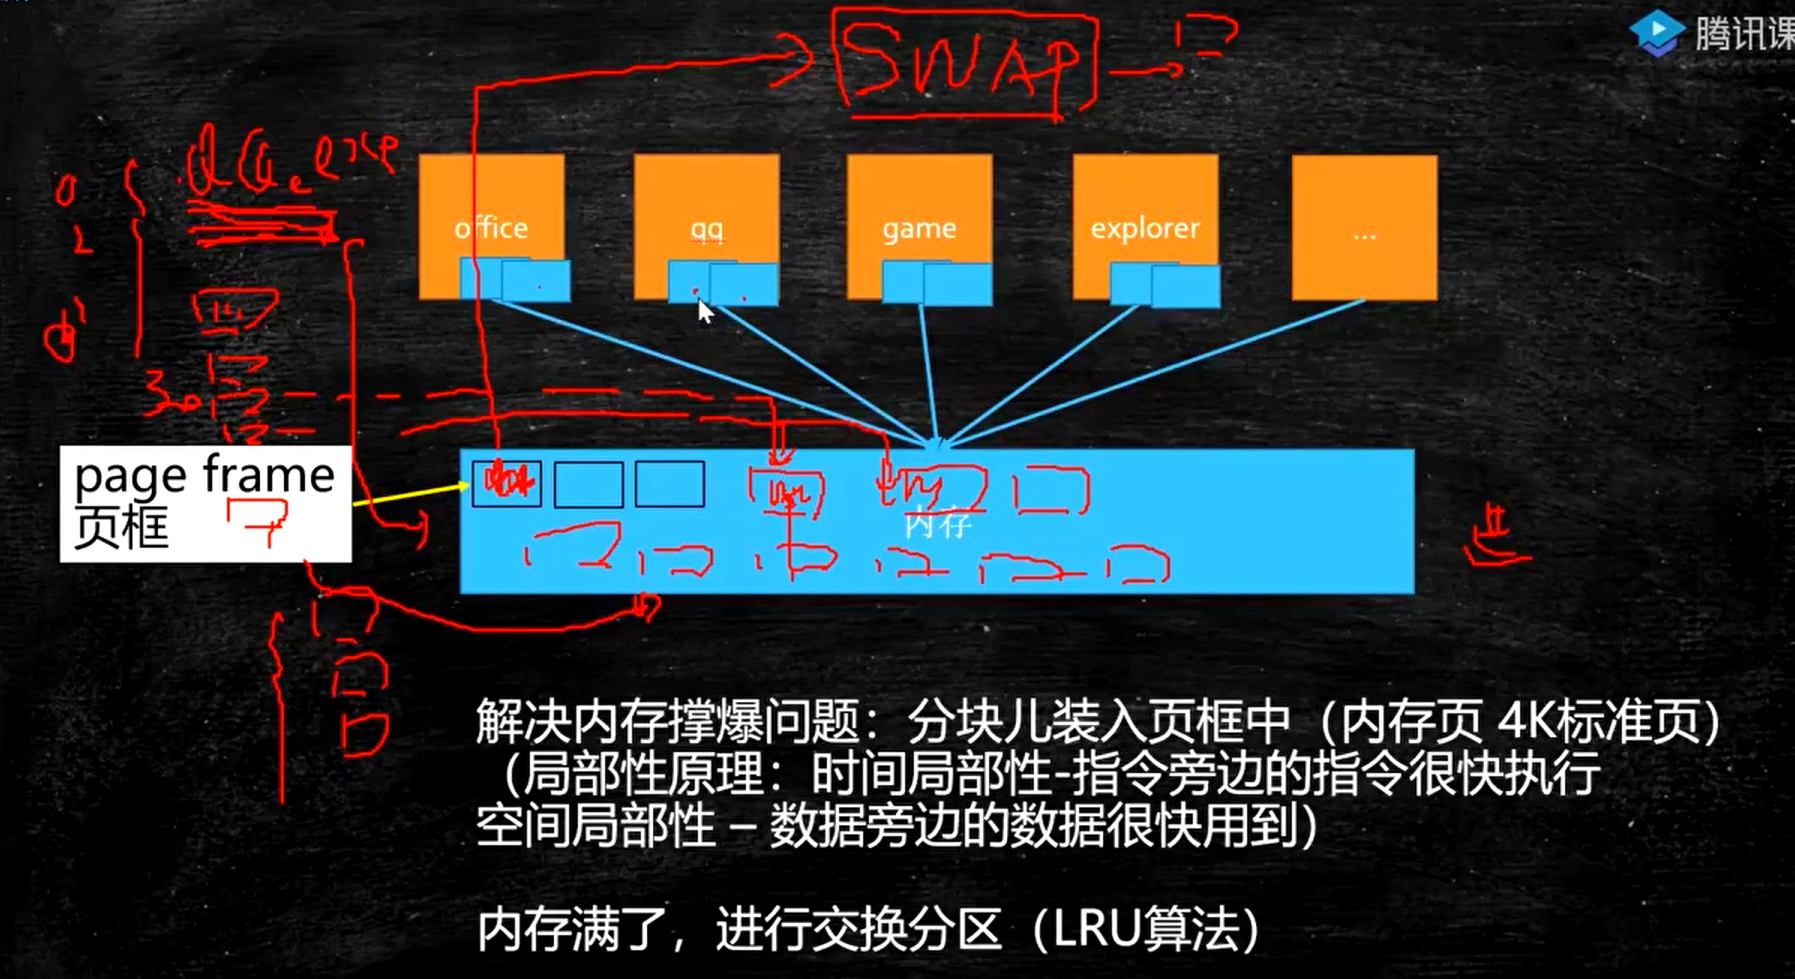 腾讯课
SWAP
QQ.exe
office
qq
game
explorer
...
page frame
页框
内存
解决内存撑爆问题：分块儿装入页框中（内存页 4K标准页）
（局部性原理：时间局部性-指令旁边的指令很快执行
空间局部性 – 数据旁边的数据很快用到）
内存满了，进行交换分区（LRU算法）